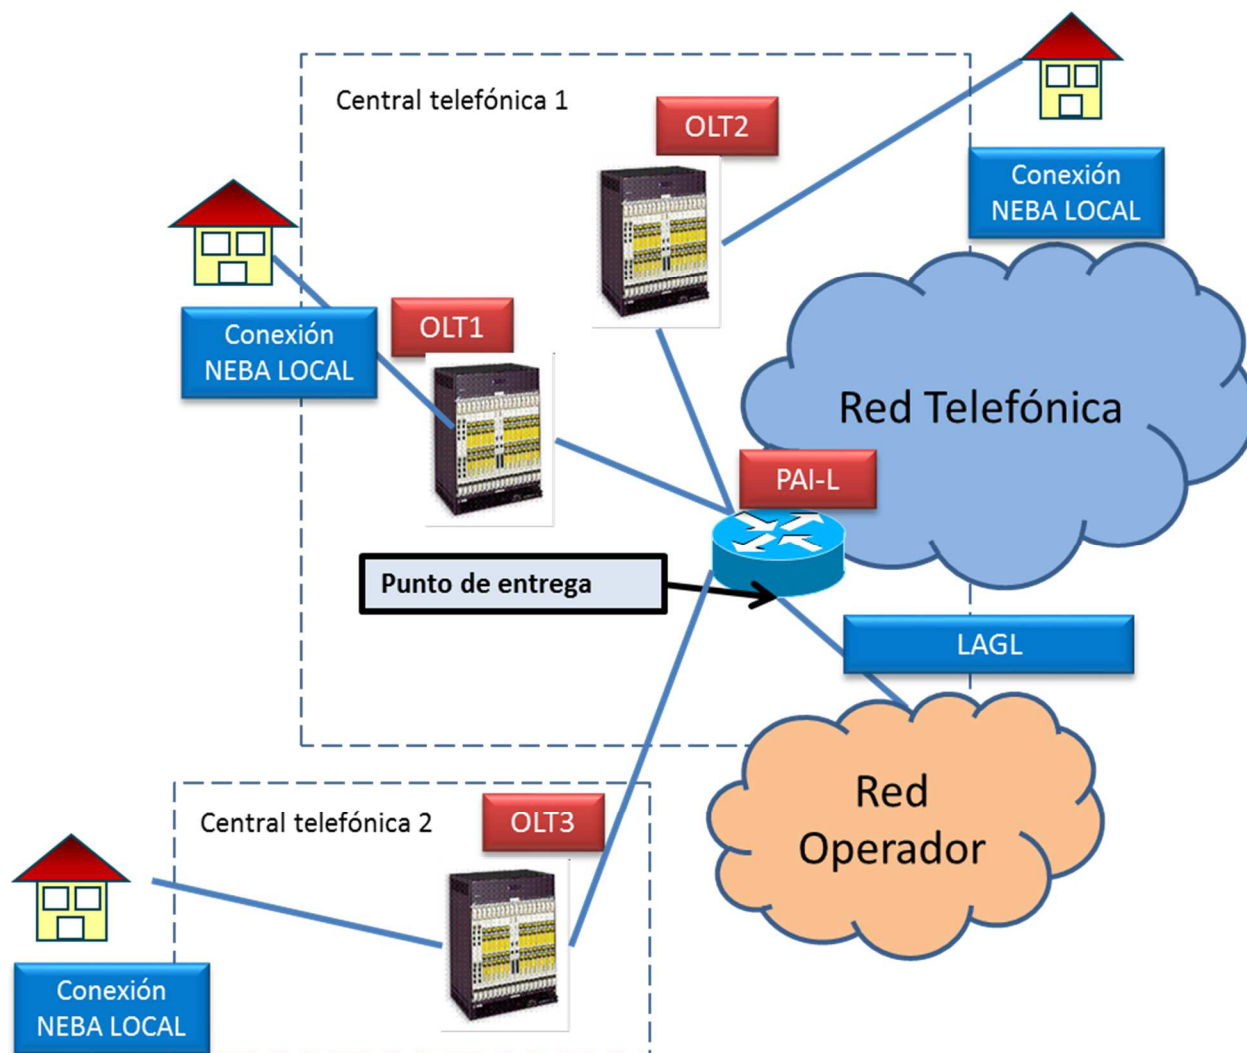 Central telefónica 1
OLT2
Conexión
NEBA LOCAL
OLT1
Conexión
NEBA LOCAL
Red Telefónica
PAI-L
Punto de entrega
LAGL
Red
Operador
Central telefónica 2
OLT3
Conexión
NEBA LOCAL